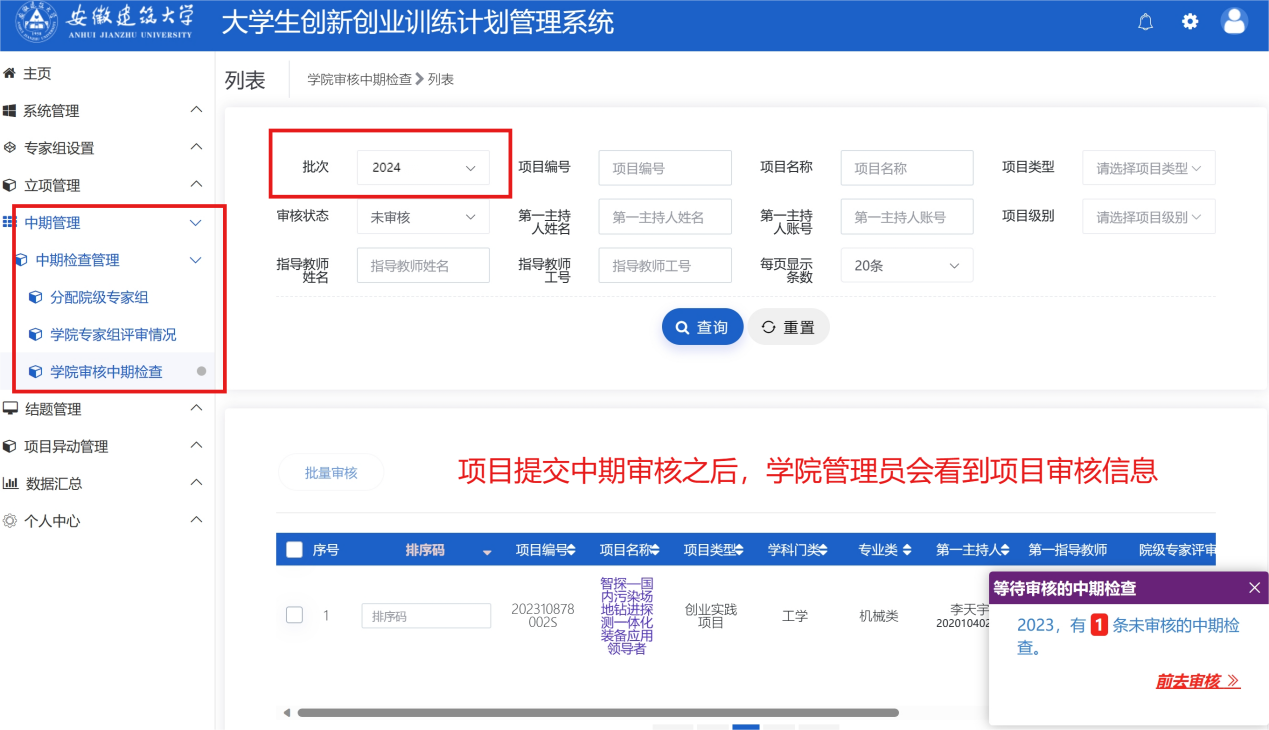 安徽建筑大学
ANHUI JIANZHU UNIVERSITY
大学生创新创业训练计划管理系统
主页
系统管理
专家组设置
立项管理
中期管理
中期检查管理
分配院级专家组
学院专家组评审情况
学院审核中期检查
结题管理
项目异动管理
数据汇总
个人中心
列表
学院审核中期检查 列表
批次 2024 项目编号 项目编号 项目名称 项目名称 项目类型 请选择项目类型
审核状态 未审核 第一主持人姓名 第一主持人姓名 第一主持人账号 第一主持人账号 项目级别 请选择项目级别
指导教师姓名 指导教师姓名 指导教师工号 指导教师工号 每页显示条数 20条
查询 重置
批量审核
项目提交中期审核之后，学院管理员会看到项目审核信息
序号 排序码 项目编号 项目名称 项目类型 学科门类 专业类 第一主持人 第一指导教师 院级专家评审
1
排序码
202310878
002S
智探—国
内污染场
地钻进探
测一体化
装备应用
领导者
创业实践
项目
工学
机械类
李天宇
202010402
等待审核的中期检查
2023，有 1 条未审核的中期检
查。
前去审核